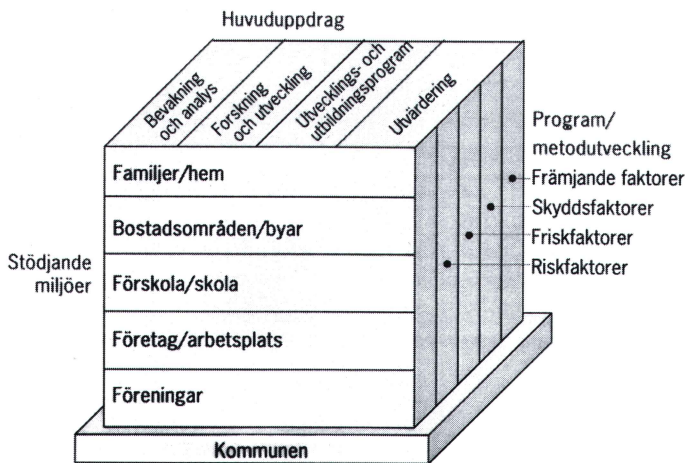 Huvuduppdrag
Bevakning
och analys
Forskning
och utveckling
Utvecklings- och
utbildningsprogram
Utvärdering
Program/
metodutveckling
Främjande faktorer
Skyddsfaktorer
Friskfaktorer
Riskfaktorer
Stödjande
miljöer
Familjer/hem
Bostadsområden/byar
Förskola/skola
Företag/arbetsplats
Föreningar
Kommunen